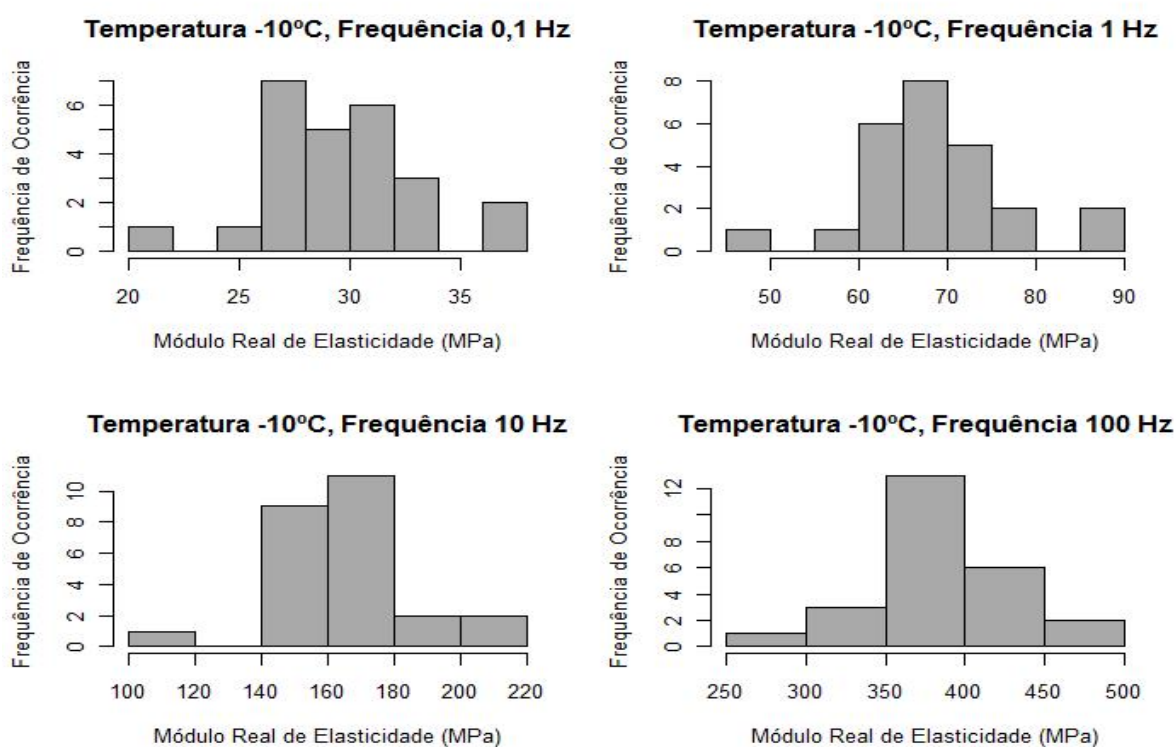 Temperatura -10ºC, Frequência 0,1 Hz
Frequência de Ocorrência
6
4
2
0
20 25 30 35
Módulo Real de Elasticidade (MPa)
Temperatura -10ºC, Frequência 1 Hz
Frequência de Ocorrência
8
6
4
2
0
50 60 70 80 90
Módulo Real de Elasticidade (MPa)
Temperatura -10ºC, Frequência 10 Hz
Frequência de Ocorrência
10
8
6
4
2
0
100 120 140 160 180 200 220
Módulo Real de Elasticidade (MPa)
Temperatura -10ºC, Frequência 100 Hz
Frequência de Ocorrência
12
8
6
4
2
0
250 300 350 400 450 500
Módulo Real de Elasticidade (MPa)